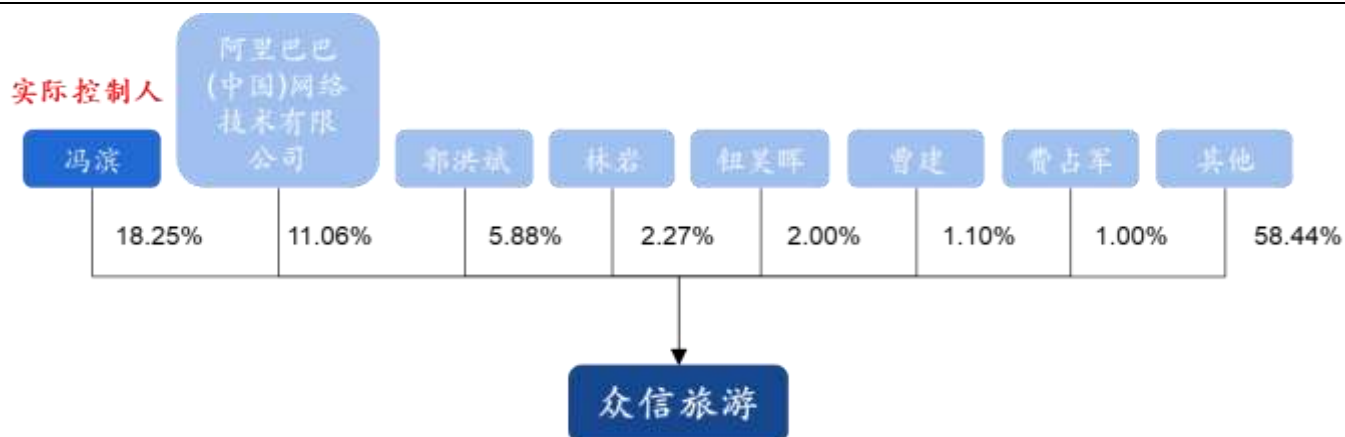 实际控制人
阿里巴巴
(中国)网络
技术有限
公司
冯滨
郭洪斌
林岩
钮昊晖
曹建
费占军
其他
18.25%
11.06%
5.88%
2.27%
2.00%
1.10%
1.00%
58.44%
众信旅游